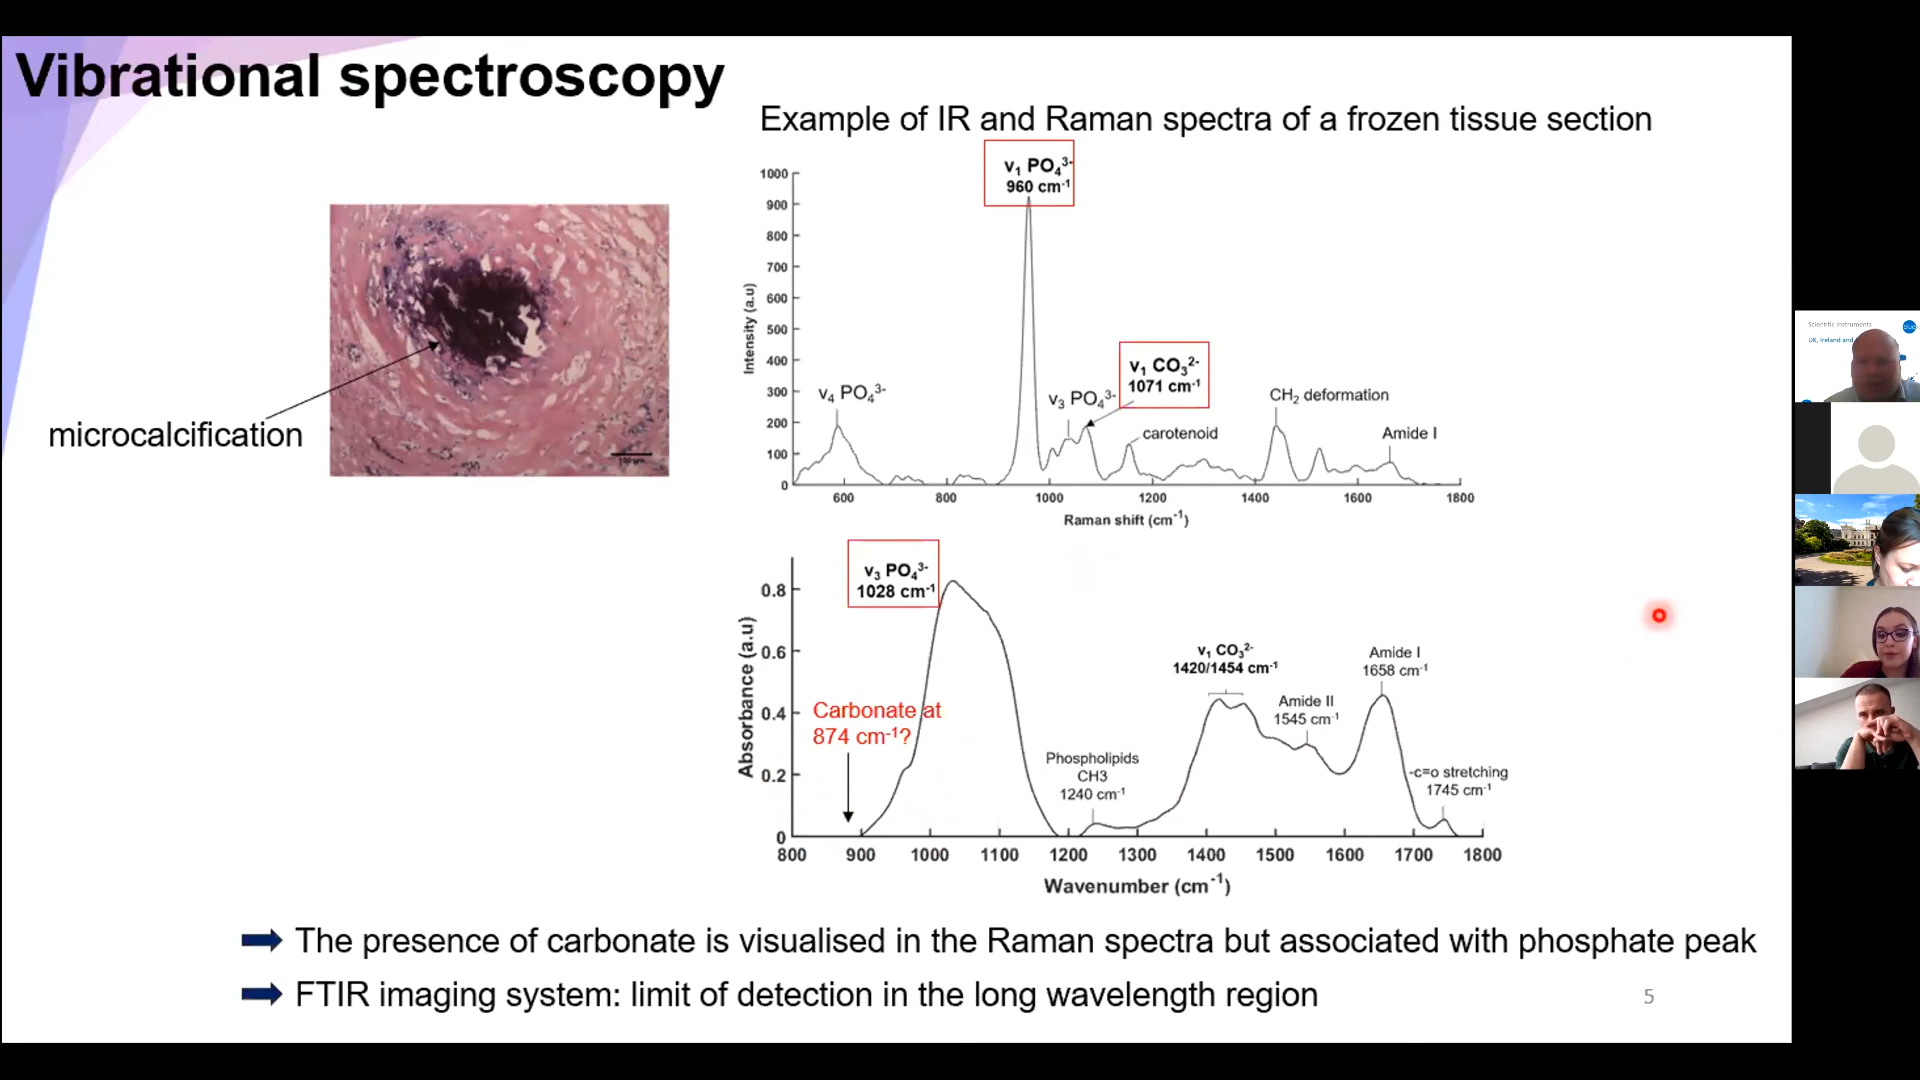 Vibrational spectroscopy
Example of IR and Raman spectra of a frozen tissue section
microcalcification
v₁ PO₄³⁻
960 cm⁻¹
1000
900
800
700
600
500
400
300
200
100
0
Intensity (a.u)
v₄ PO₄³⁻
v₃ PO₄³⁻
v₁ CO₃²⁻
1071 cm⁻¹
carotenoid
CH₂ deformation
Amide I
600 800 1000 1200 1400 1600 1800
Raman shift (cm⁻¹)
v₃ PO₄³⁻
1028 cm⁻¹
0.8
0.6
0.4
0.2
0
Absorbance (a.u)
Carbonate at
874 cm⁻¹?
Phospholipids
CH3
1240 cm⁻¹
v₁ CO₃²⁻
1420/1454 cm⁻¹
Amide II
1545 cm⁻¹
Amide I
1658 cm⁻¹
-c=o stretching
1745 cm⁻¹
800 900 1000 1100 1200 1300 1400 1500 1600 1700 1800
Wavenumber (cm⁻¹)
The presence of carbonate is visualised in the Raman spectra but associated with phosphate peak
FTIR imaging system: limit of detection in the long wavelength region
5
Scientific Instruments
UK, Ireland and